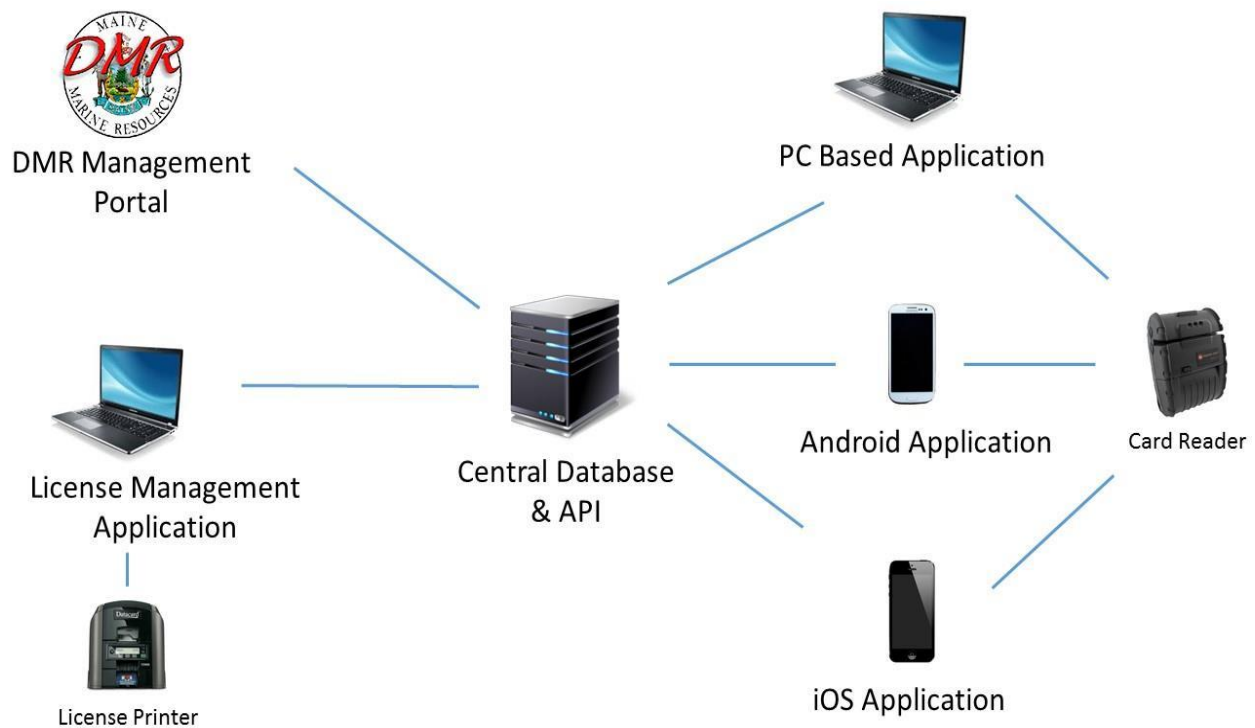 MAINE
DMR
MARINE RESOURCES
DMR Management
Portal
PC Based Application
License Management
Application
Central Database
& API
Android Application
Card Reader
Datacard
License Printer
iOS Application